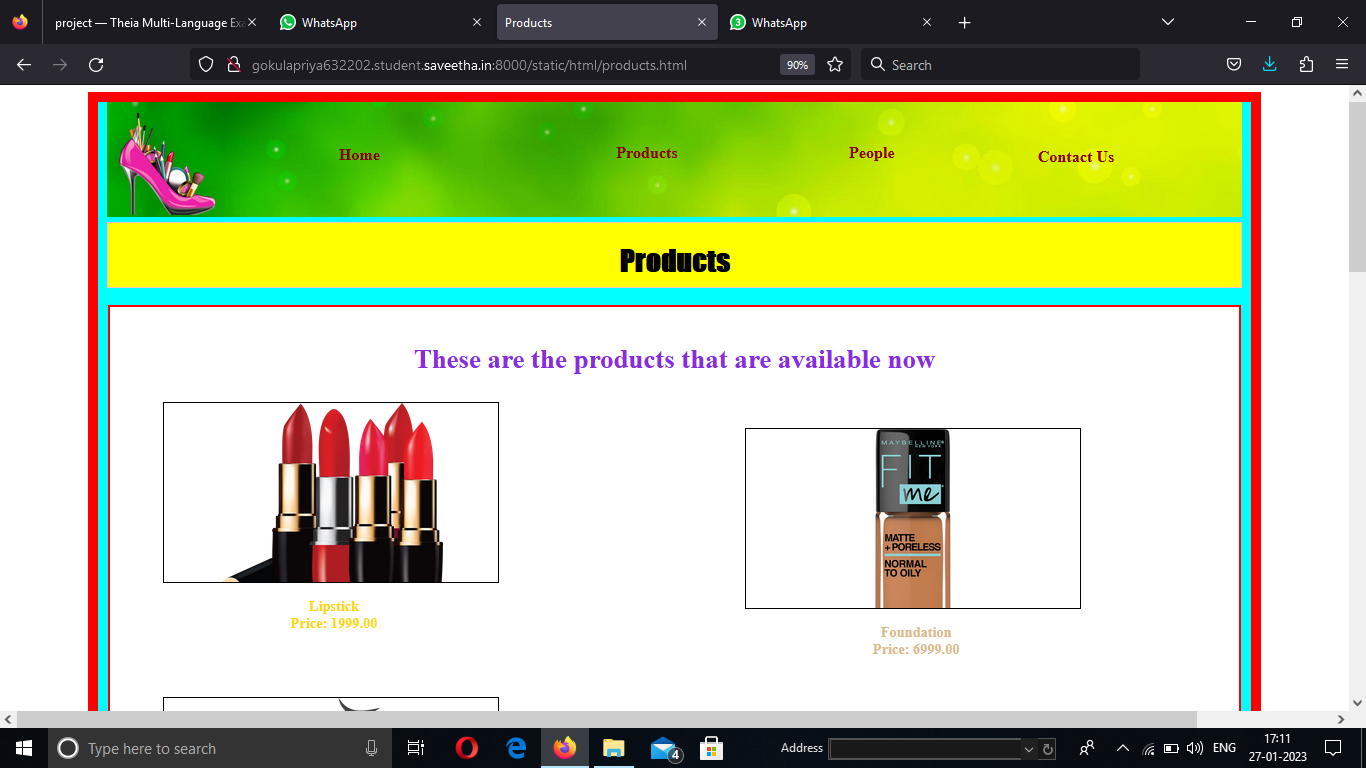 project — Theia Multi-Language Exa
WhatsApp
Products
3
WhatsApp
gokulapriya632202.student.saveetha.in:8000/static/html/products.html
90%
Search
Home
Products
People
Contact Us
Products
These are the products that are available now
MAYBELLINE
NEW YORK
FIT
me
MATTE
+ PORELESS
NORMAL
TO OILY
Lipstick
Price: 1999.00
Foundation
Price: 6999.00
Type here to search
4
Address
ENG
17:11
27-01-2023